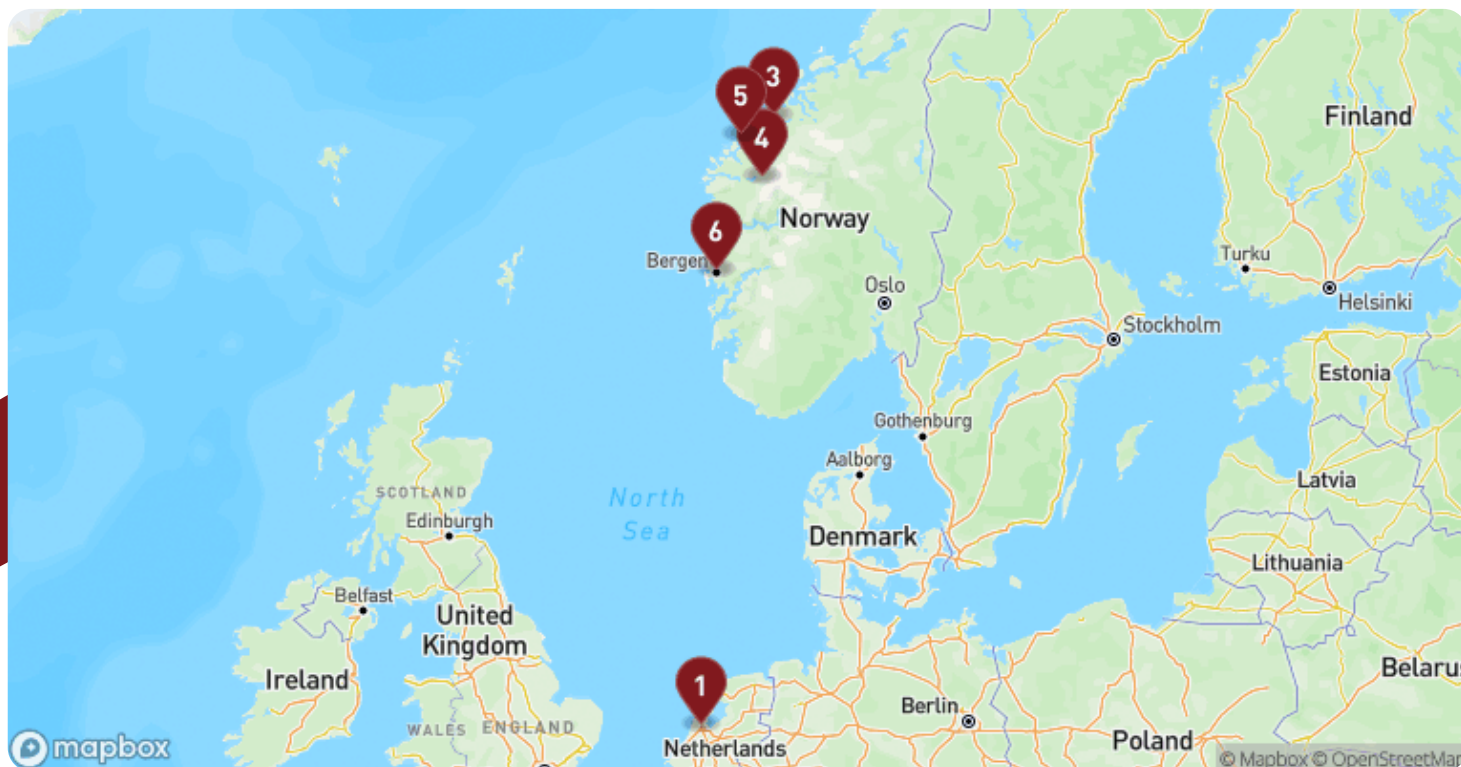 3
5
Finland
4
Norway
6
Bergen
Turku
Oslo
Helsinki
Stockholm
Estonia
Gothenburg
Aalborg
Latvia
North
Sea
SCOTLAND
Edinburgh
Denmark
Lithuania
Belfast
United
Kingdom
Ireland
Belarus
1
Berlin
WALES
ENGLAND
Netherlands
Poland
mapbox
© Mapbox © OpenStreetMap